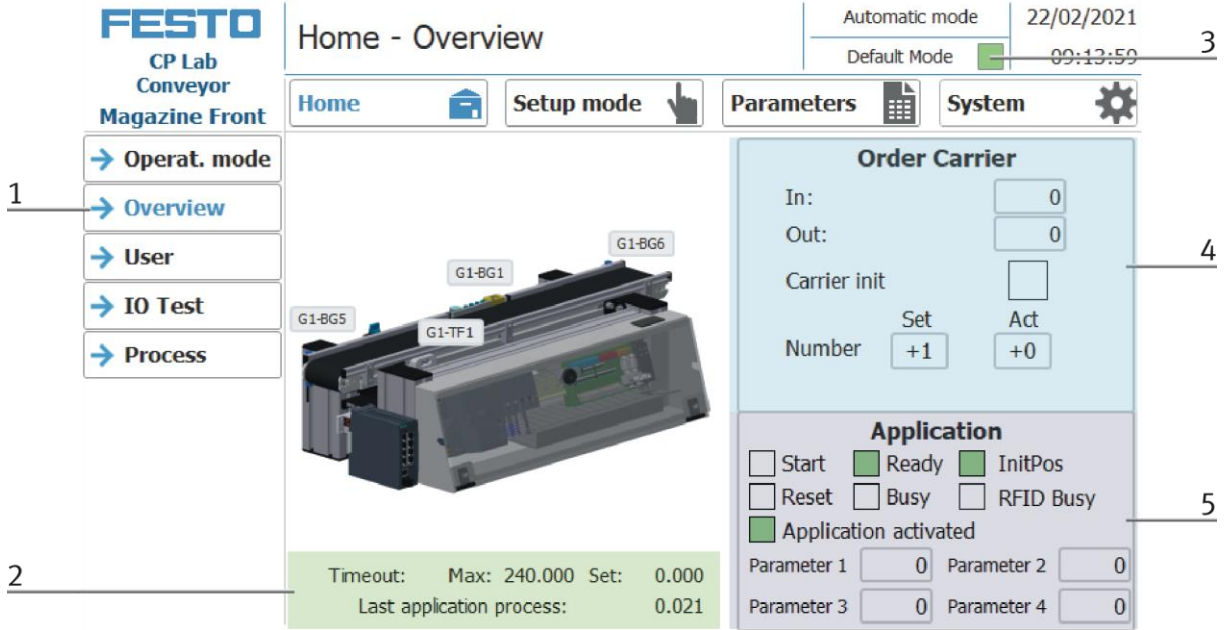 FESTO
CP Lab
Conveyor
Magazine Front
Home - Overview
Automatic mode
22/02/2021
Default Mode
09:13:59
3
Home
Setup mode
Parameters
System
1
Operat. mode
Overview
User
IO Test
Process
G1-BG6
G1-BG1
G1-BG5
G1-TF1
Order Carrier
In: 0
Out: 0
4
Carrier init
Set Act
Number +1 +0
Application
Start Ready InitPos
Reset Busy RFID Busy
5
Application activated
Parameter 1 0 Parameter 2 0
Parameter 3 0 Parameter 4 0
2
Timeout: Max: 240.000 Set: 0.000
Last application process: 0.021